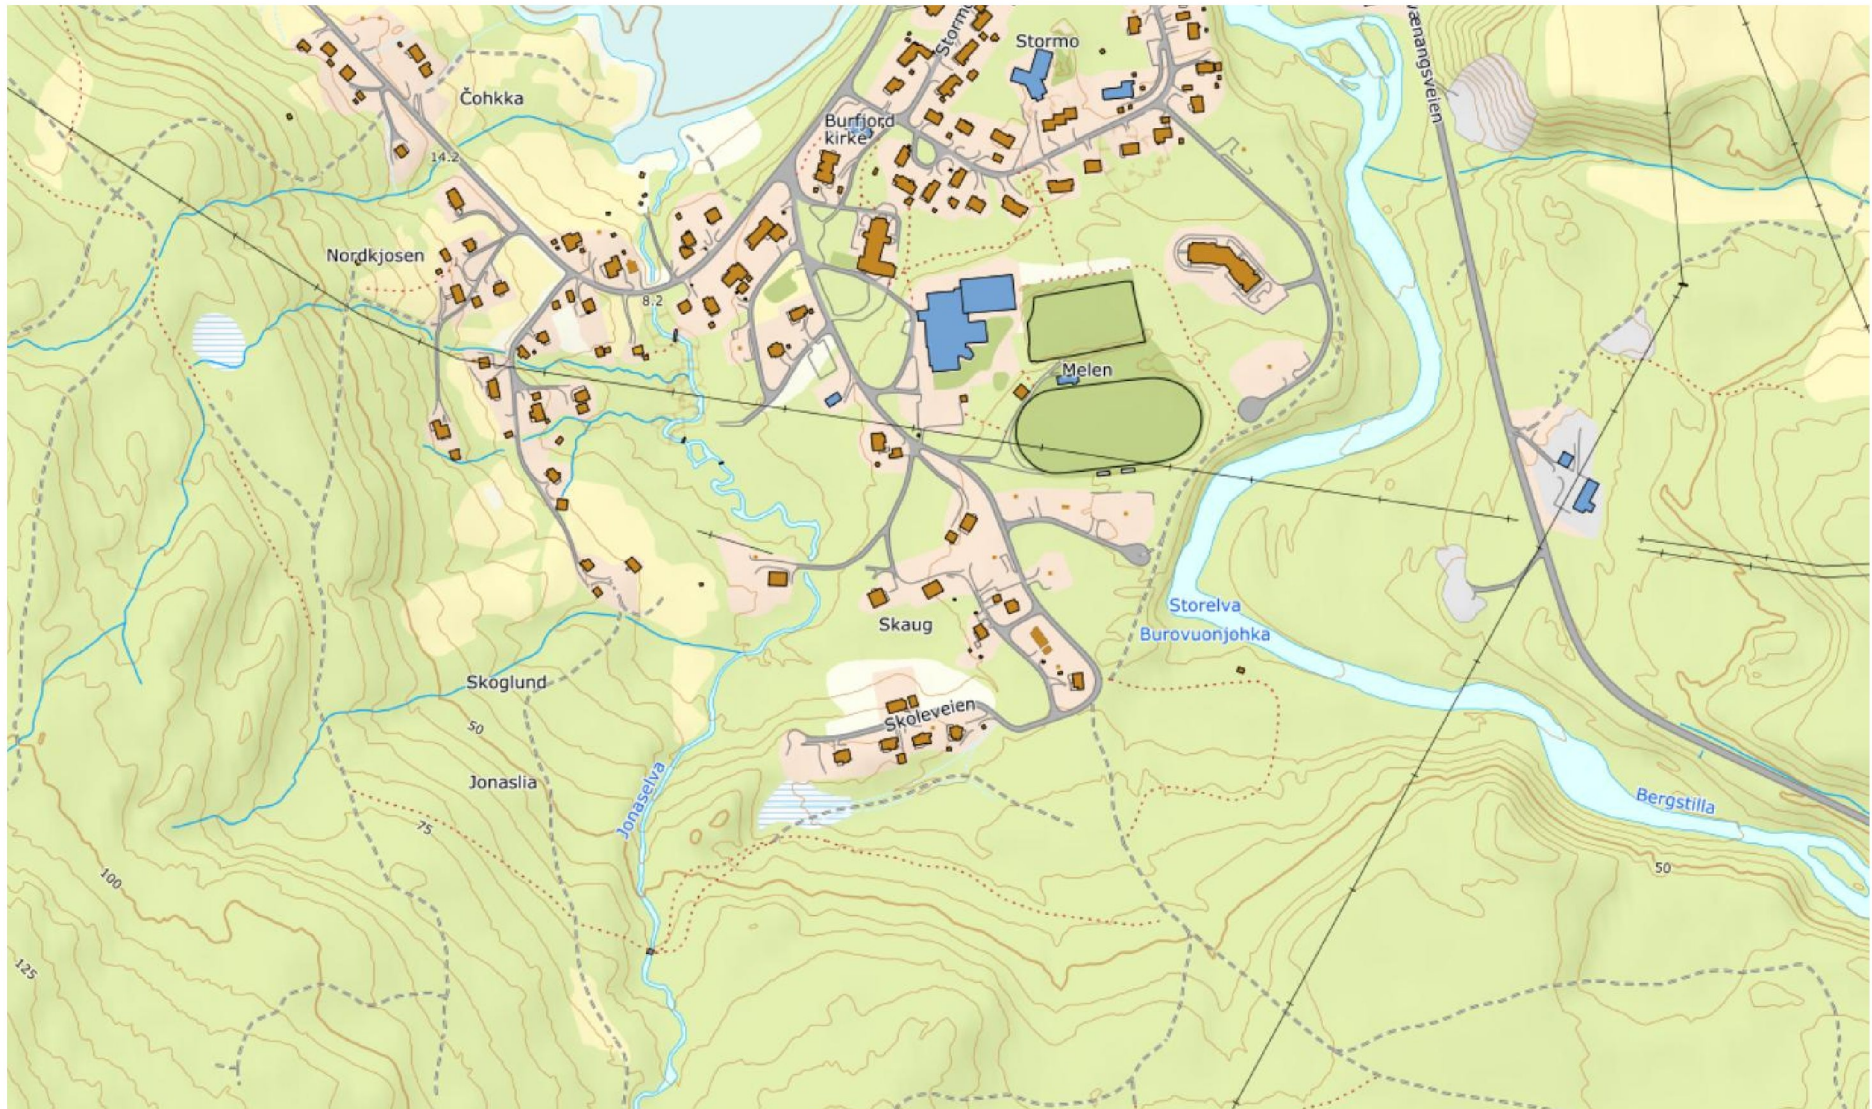 Stormo
Čohkka
Burfjord
kirke
14.2
Nordkjosen
8.2
Melen
Storelva
Burovuonjohka
Skaug
Skoglund
Skoleveien
50
Jonaslia
Jonaselva
Bergstilla
75
50
100
125